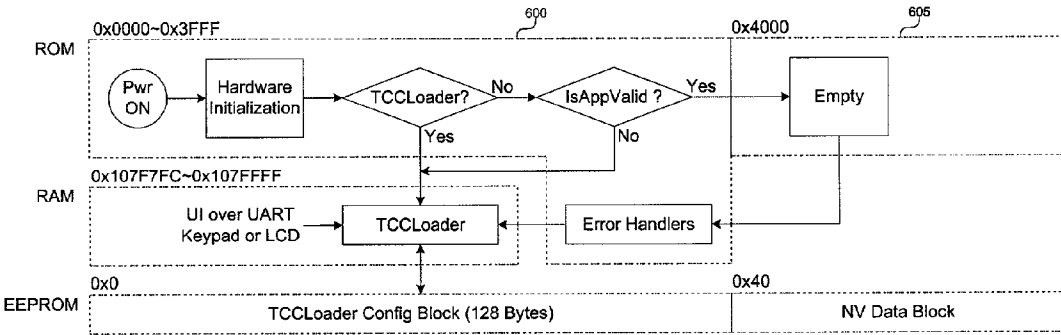 0x0000~0x3FFF
600
0x4000
605
ROM
Pwr
ON
Hardware
Initialization
TCCLoader?
No
IsAppValid ?
Yes
Empty
Yes
No
0x107F7FC~0x107FFFF
RAM
UI over UART
Keypad or LCD
TCCLoader
Error Handlers
0x0
0x40
EEPROM
TCCLoader Config Block (128 Bytes)
NV Data Block